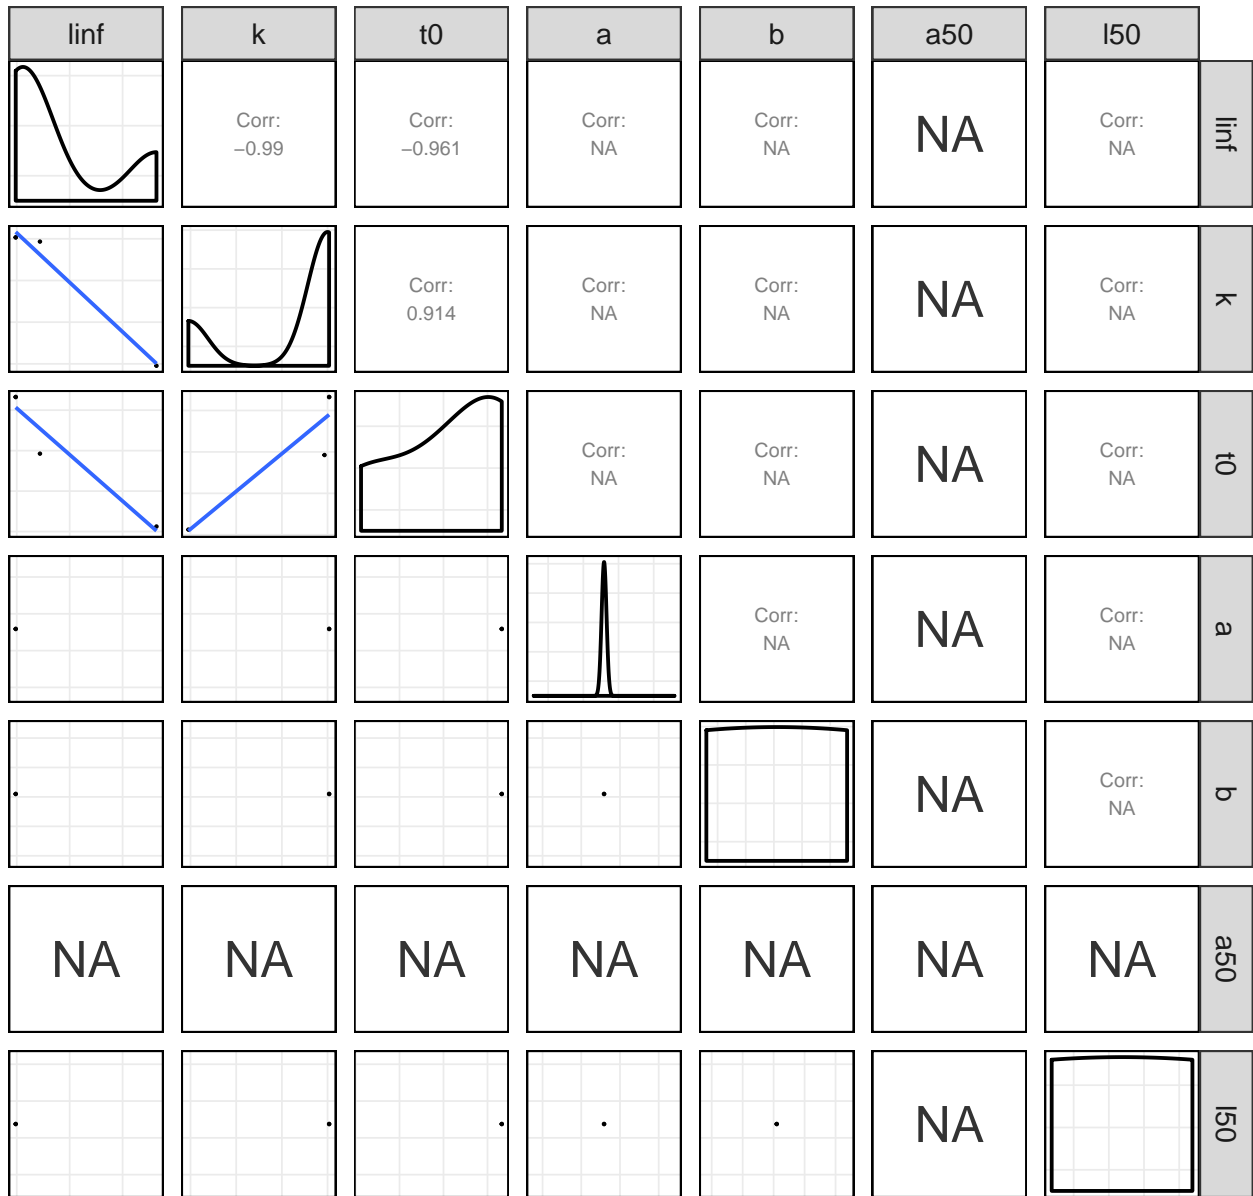 linf k t0 a b a50 l50
Corr: Corr: Corr: Corr: NA Corr:
−0.99 −0.961 NA NA NA
linf
Corr: Corr: Corr: NA Corr:
0.914 NA NA NA
k
Corr: Corr: NA Corr:
NA NA NA
t0
Corr: NA Corr:
NA NA
a
NA Corr:
NA
b
NA NA NA NA NA NA NA
a50
NA
l50